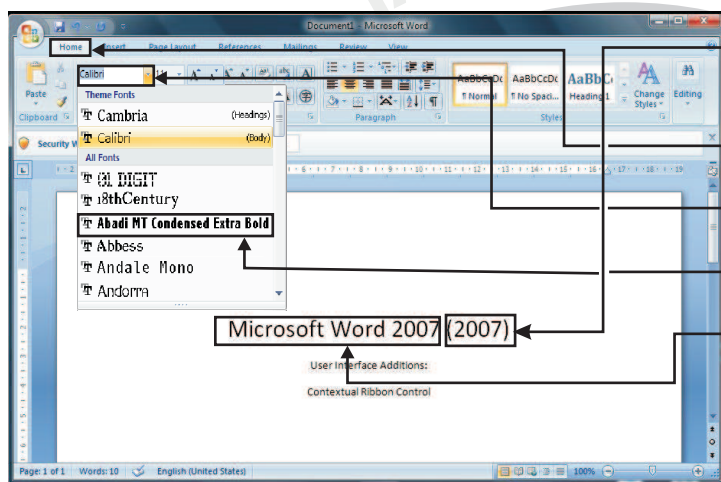 Document1 - Microsoft Word
Home Insert Page Layout References Mailings Review View
Calibri
Paste
Clipboard
Paragraph
AaBbCcDc AaBbCcDc AaBbC
¶ Normal ¶ No Spaci... Heading 1
Change Styles
Editing
Styles
Theme Fonts
Cambria (Headings)
Calibri (Body)
All Fonts
18thCentury
Abadi MT Condensed Extra Bold
Abbess
Andale Mono
Andorra
Security W
Microsoft Word 2007 (2007)
User Interface Additions:
Contextual Ribbon Control
Page: 1 of 1 Words: 10 English (United States) 100%